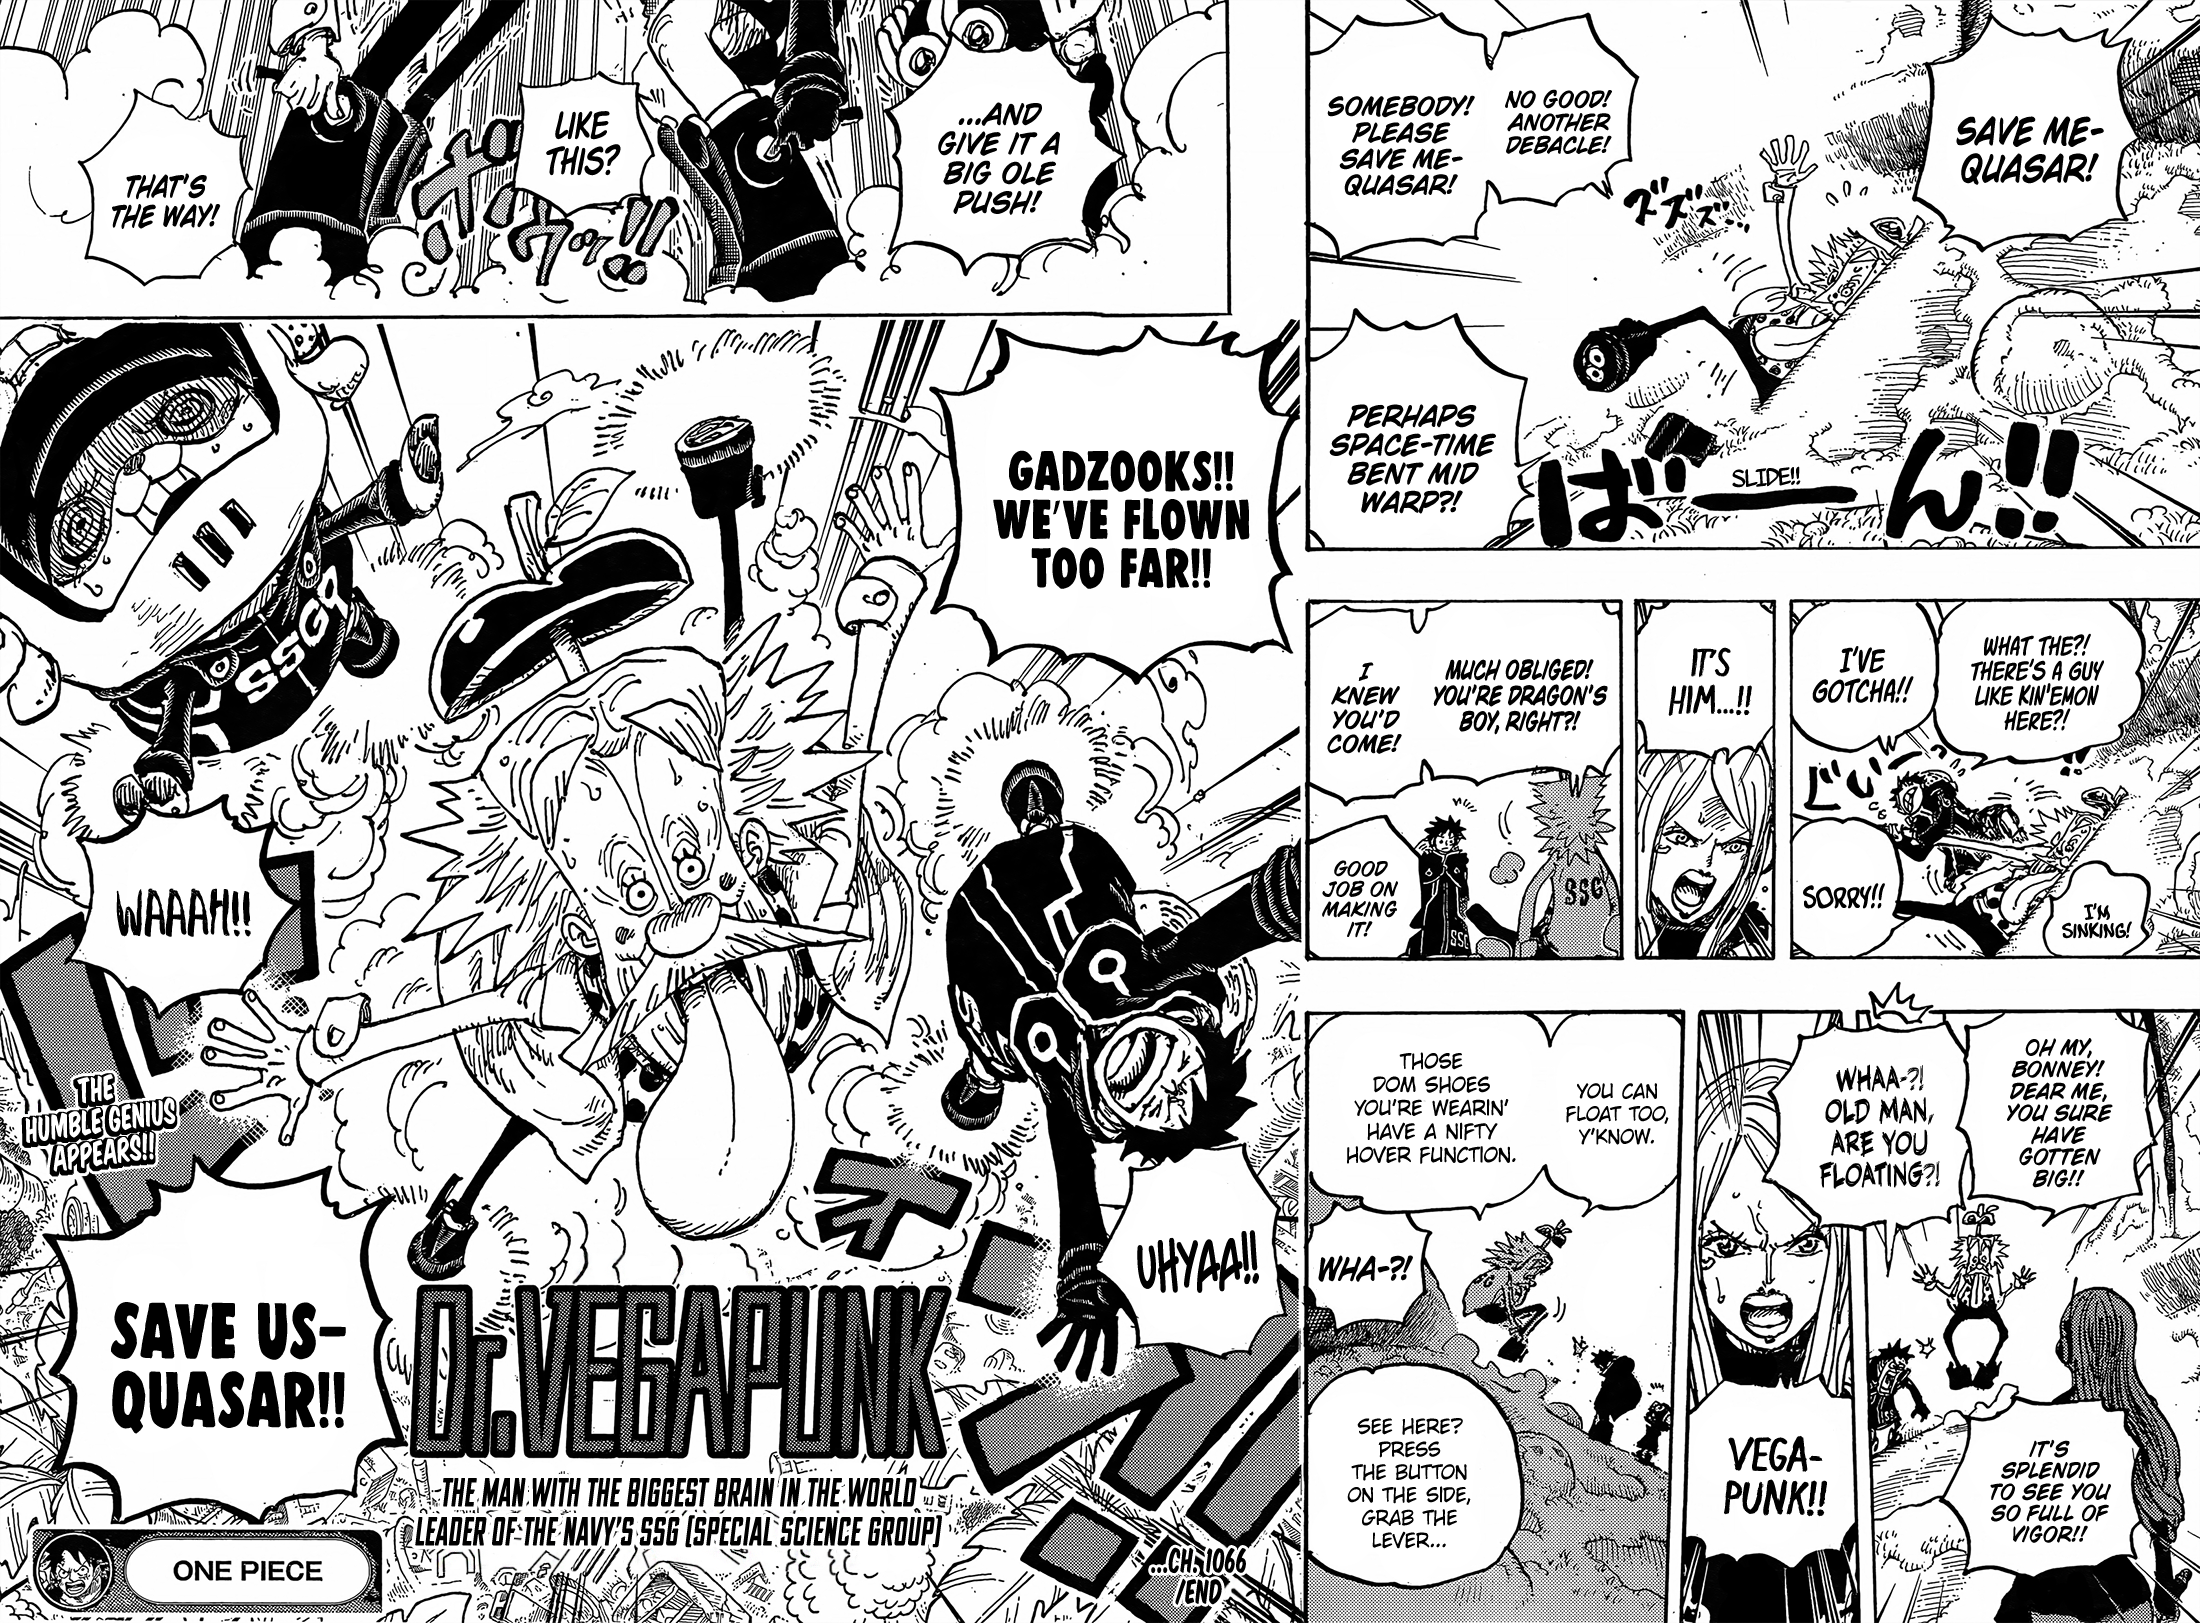 SAVE ME-
QUASAR!
NO GOOD!
ANOTHER
DEBACLE!
SOMEBODY!
PLEASE
SAVE ME-
QUASAR!
ズズズ…
PERHAPS
SPACE-TIME
BENT MID
WARP?!
ばーん!!
SLIDE!!
WHAT THE?!
THERE'S A GUY
LIKE KIN'EMON
HERE?!
I'VE
GOTCHA!!
SORRY!!
I'M
SINKING!
IT'S
HIM...!!
MUCH OBLIGED!
YOU'RE DRAGON'S
BOY, RIGHT?!
I
KNEW
YOU'D
COME!
GOOD
JOB ON
MAKING
IT!
SSG
SSG
OH MY,
BONNEY!
DEAR ME,
YOU SURE
HAVE
GOTTEN
BIG!!
WHAA-?!
OLD MAN,
ARE YOU
FLOATING?!
IT'S
SPLENDID
TO SEE YOU
SO FULL OF
VIGOR!!
VEGA-
PUNK!!
YOU CAN
FLOAT TOO,
Y'KNOW.
THOSE
DOM SHOES
YOU'RE WEARIN'
HAVE A NIFTY
HOVER FUNCTION.
WHA-?!
SEE HERE?
PRESS
THE BUTTON
ON THE SIDE,
GRAB THE
LEVER...
...AND
GIVE IT A
BIG OLE
PUSH!
LIKE
THIS?
THAT'S
THE WAY!
GADZOOKS!!
WE'VE FLOWN
TOO FAR!!
SSG
WAAAH!!
UHYAA!!
THE
HUMBLE GENIUS
APPEARS!!
SAVE US-
QUASAR!!
Dr.VEGAPUNK
THE MAN WITH THE BIGGEST BRAIN IN THE WORLD
LEADER OF THE NAVY'S SSG (SPECIAL SCIENCE GROUP)
ONE PIECE
...CH. 1066
/END